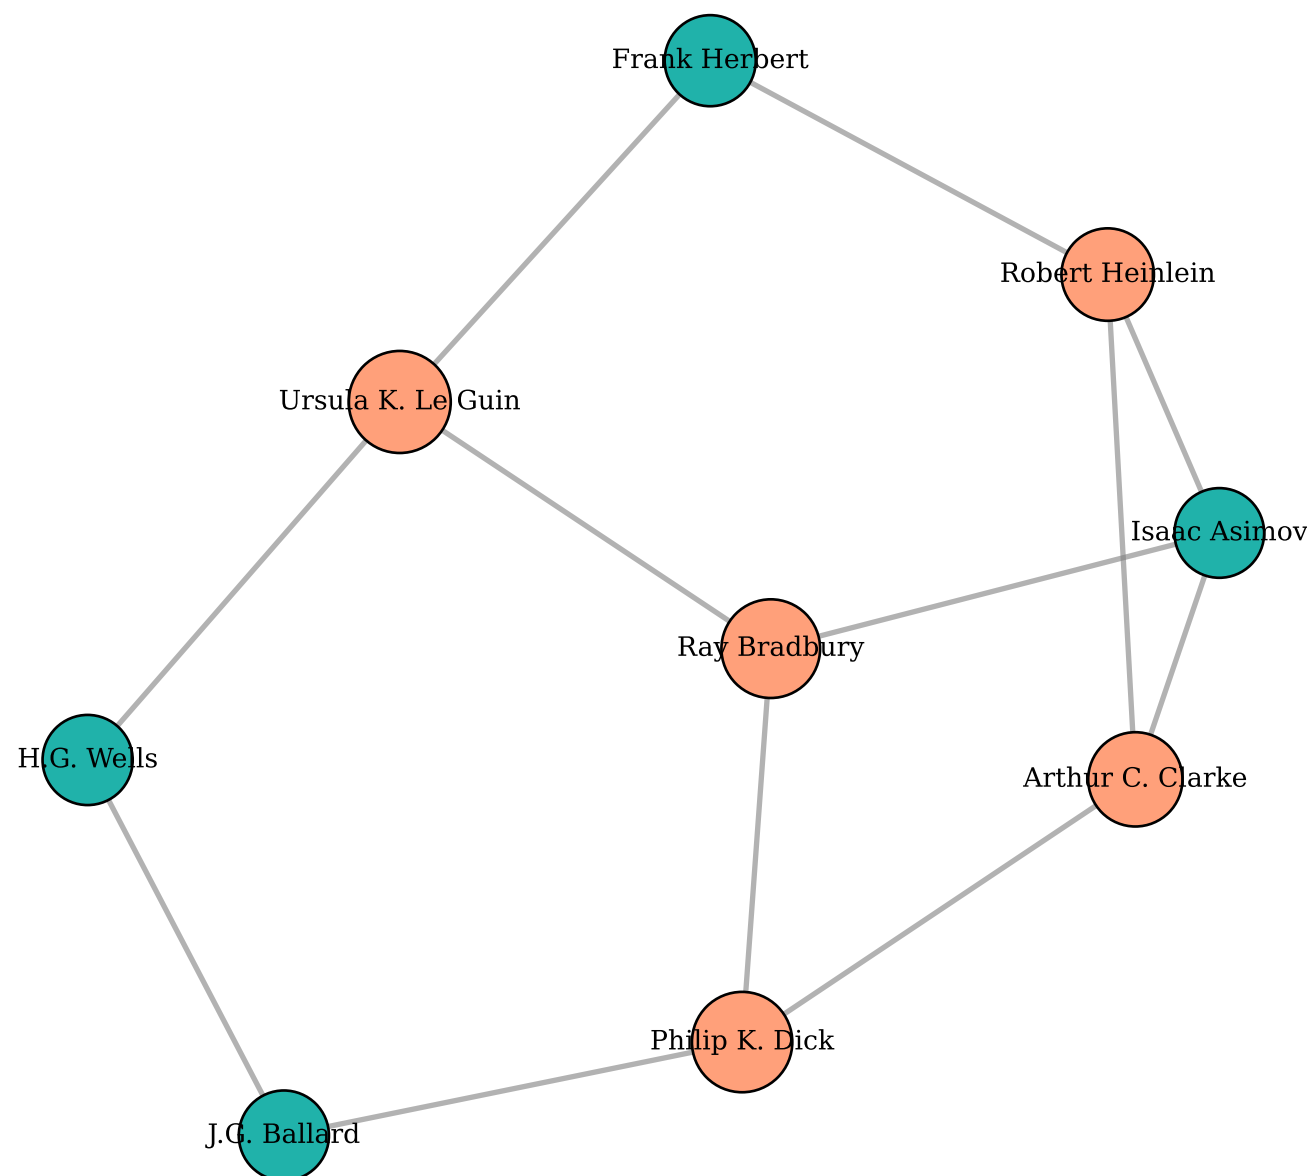 Frank Herbert
Robert Heinlein
Ursula K. Le Guin
Isaac Asimov
Ray Bradbury
H.G. Wells
Arthur C. Clarke
Philip K. Dick
J.G. Ballard